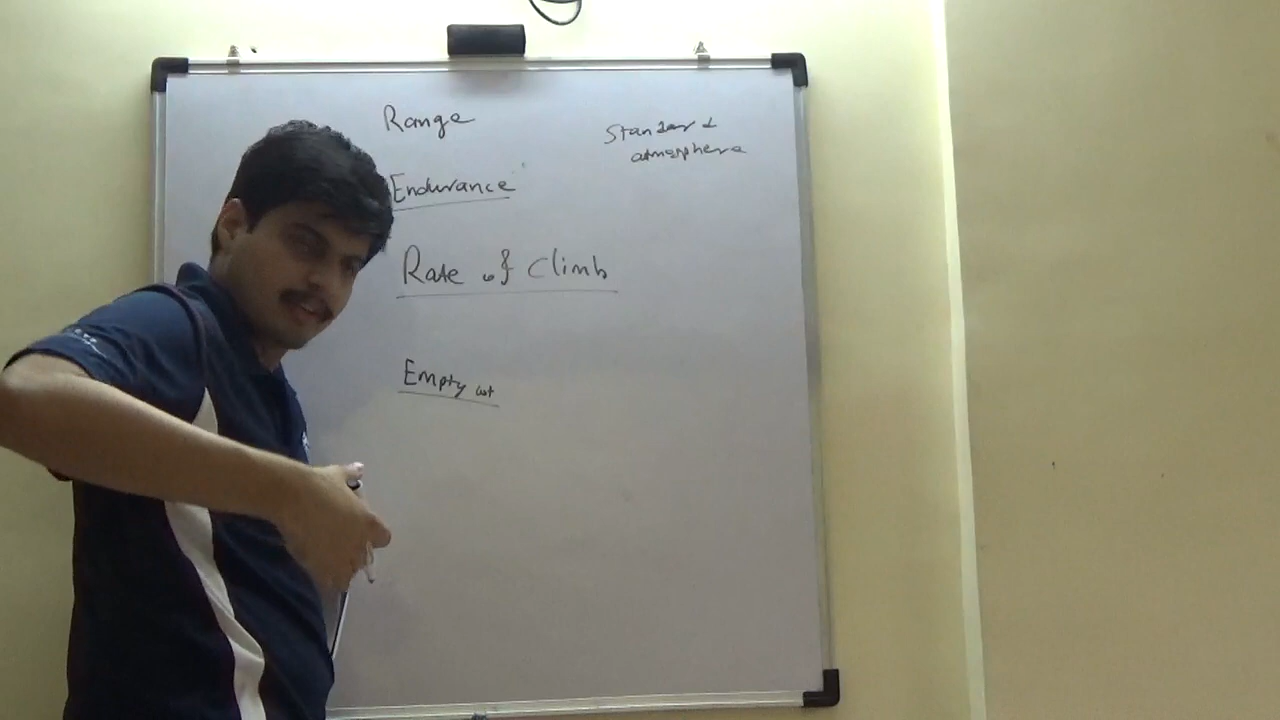 Range
Standard
atmosphere
Endurance
Rate of Climb
Empty wt